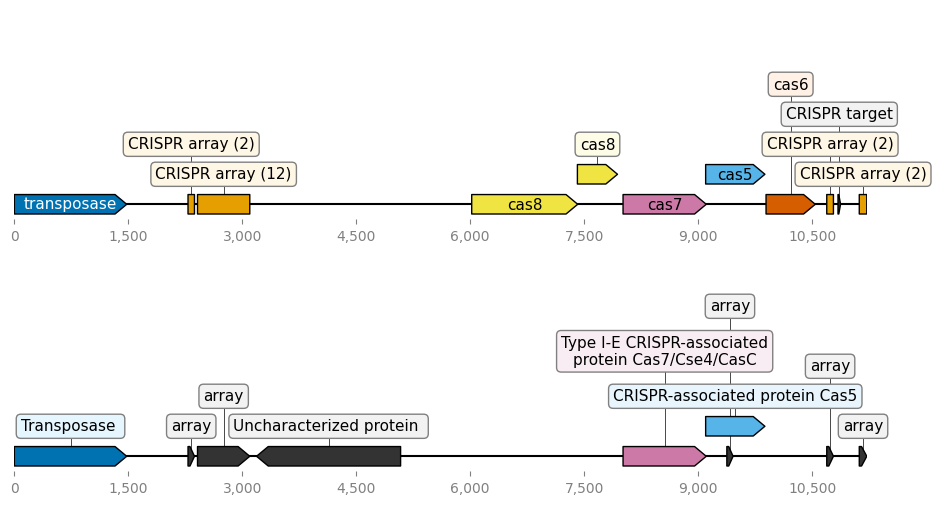 cas6
CRISPR target
CRISPR array (2)
cas8
CRISPR array (2)
CRISPR array (12)
cas5
CRISPR array (2)
transposase
cas8
cas7
0
1,500
3,000
4,500
6,000
7,500
9,000
10,500
array
Type I-E CRISPR-associated
protein Cas7/Cse4/CasC
array
array
CRISPR-associated protein Cas5
Transposase
array
Uncharacterized protein
array
0
1,500
3,000
4,500
6,000
7,500
9,000
10,500